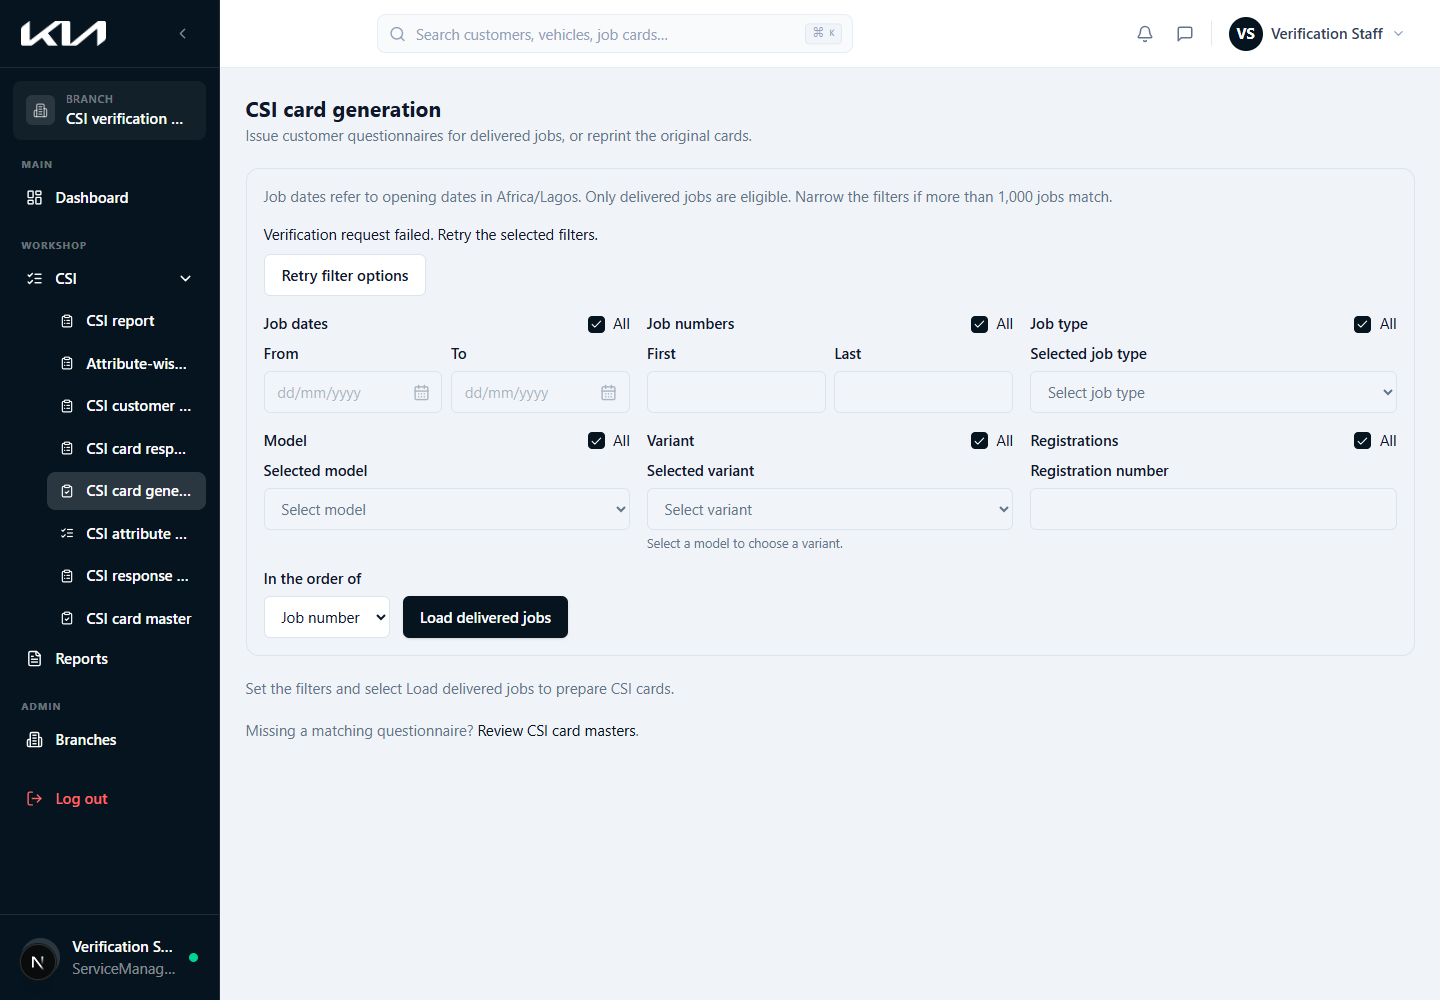 KIA
Search customers, vehicles, job cards...
⌘ K
VS
Verification Staff
BRANCH
CSI verification ...
MAIN
Dashboard
WORKSHOP
CSI
CSI report
Attribute-wis...
CSI customer ...
CSI card resp...
CSI card gene...
CSI attribute ...
CSI response ...
CSI card master
Reports
ADMIN
Branches
Log out
N
Verification S...
ServiceManag...
CSI card generation
Issue customer questionnaires for delivered jobs, or reprint the original cards.
Job dates refer to opening dates in Africa/Lagos. Only delivered jobs are eligible. Narrow the filters if more than 1,000 jobs match.
Verification request failed. Retry the selected filters.
Retry filter options
Job dates All Job numbers All Job type All
From To First Last Selected job type
dd/mm/yyyy dd/mm/yyyy Select job type
Model All Variant All Registrations All
Selected model Selected variant Registration number
Select model Select variant
Select a model to choose a variant.
In the order of
Job number Load delivered jobs
Set the filters and select Load delivered jobs to prepare CSI cards.
Missing a matching questionnaire? Review CSI card masters.